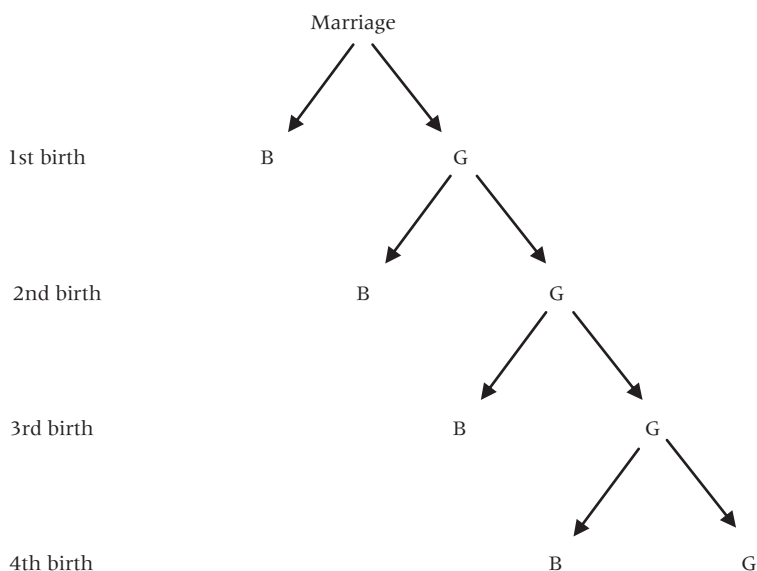 Marriage
1st birth B G
2nd birth B G
3rd birth B G
4th birth B G